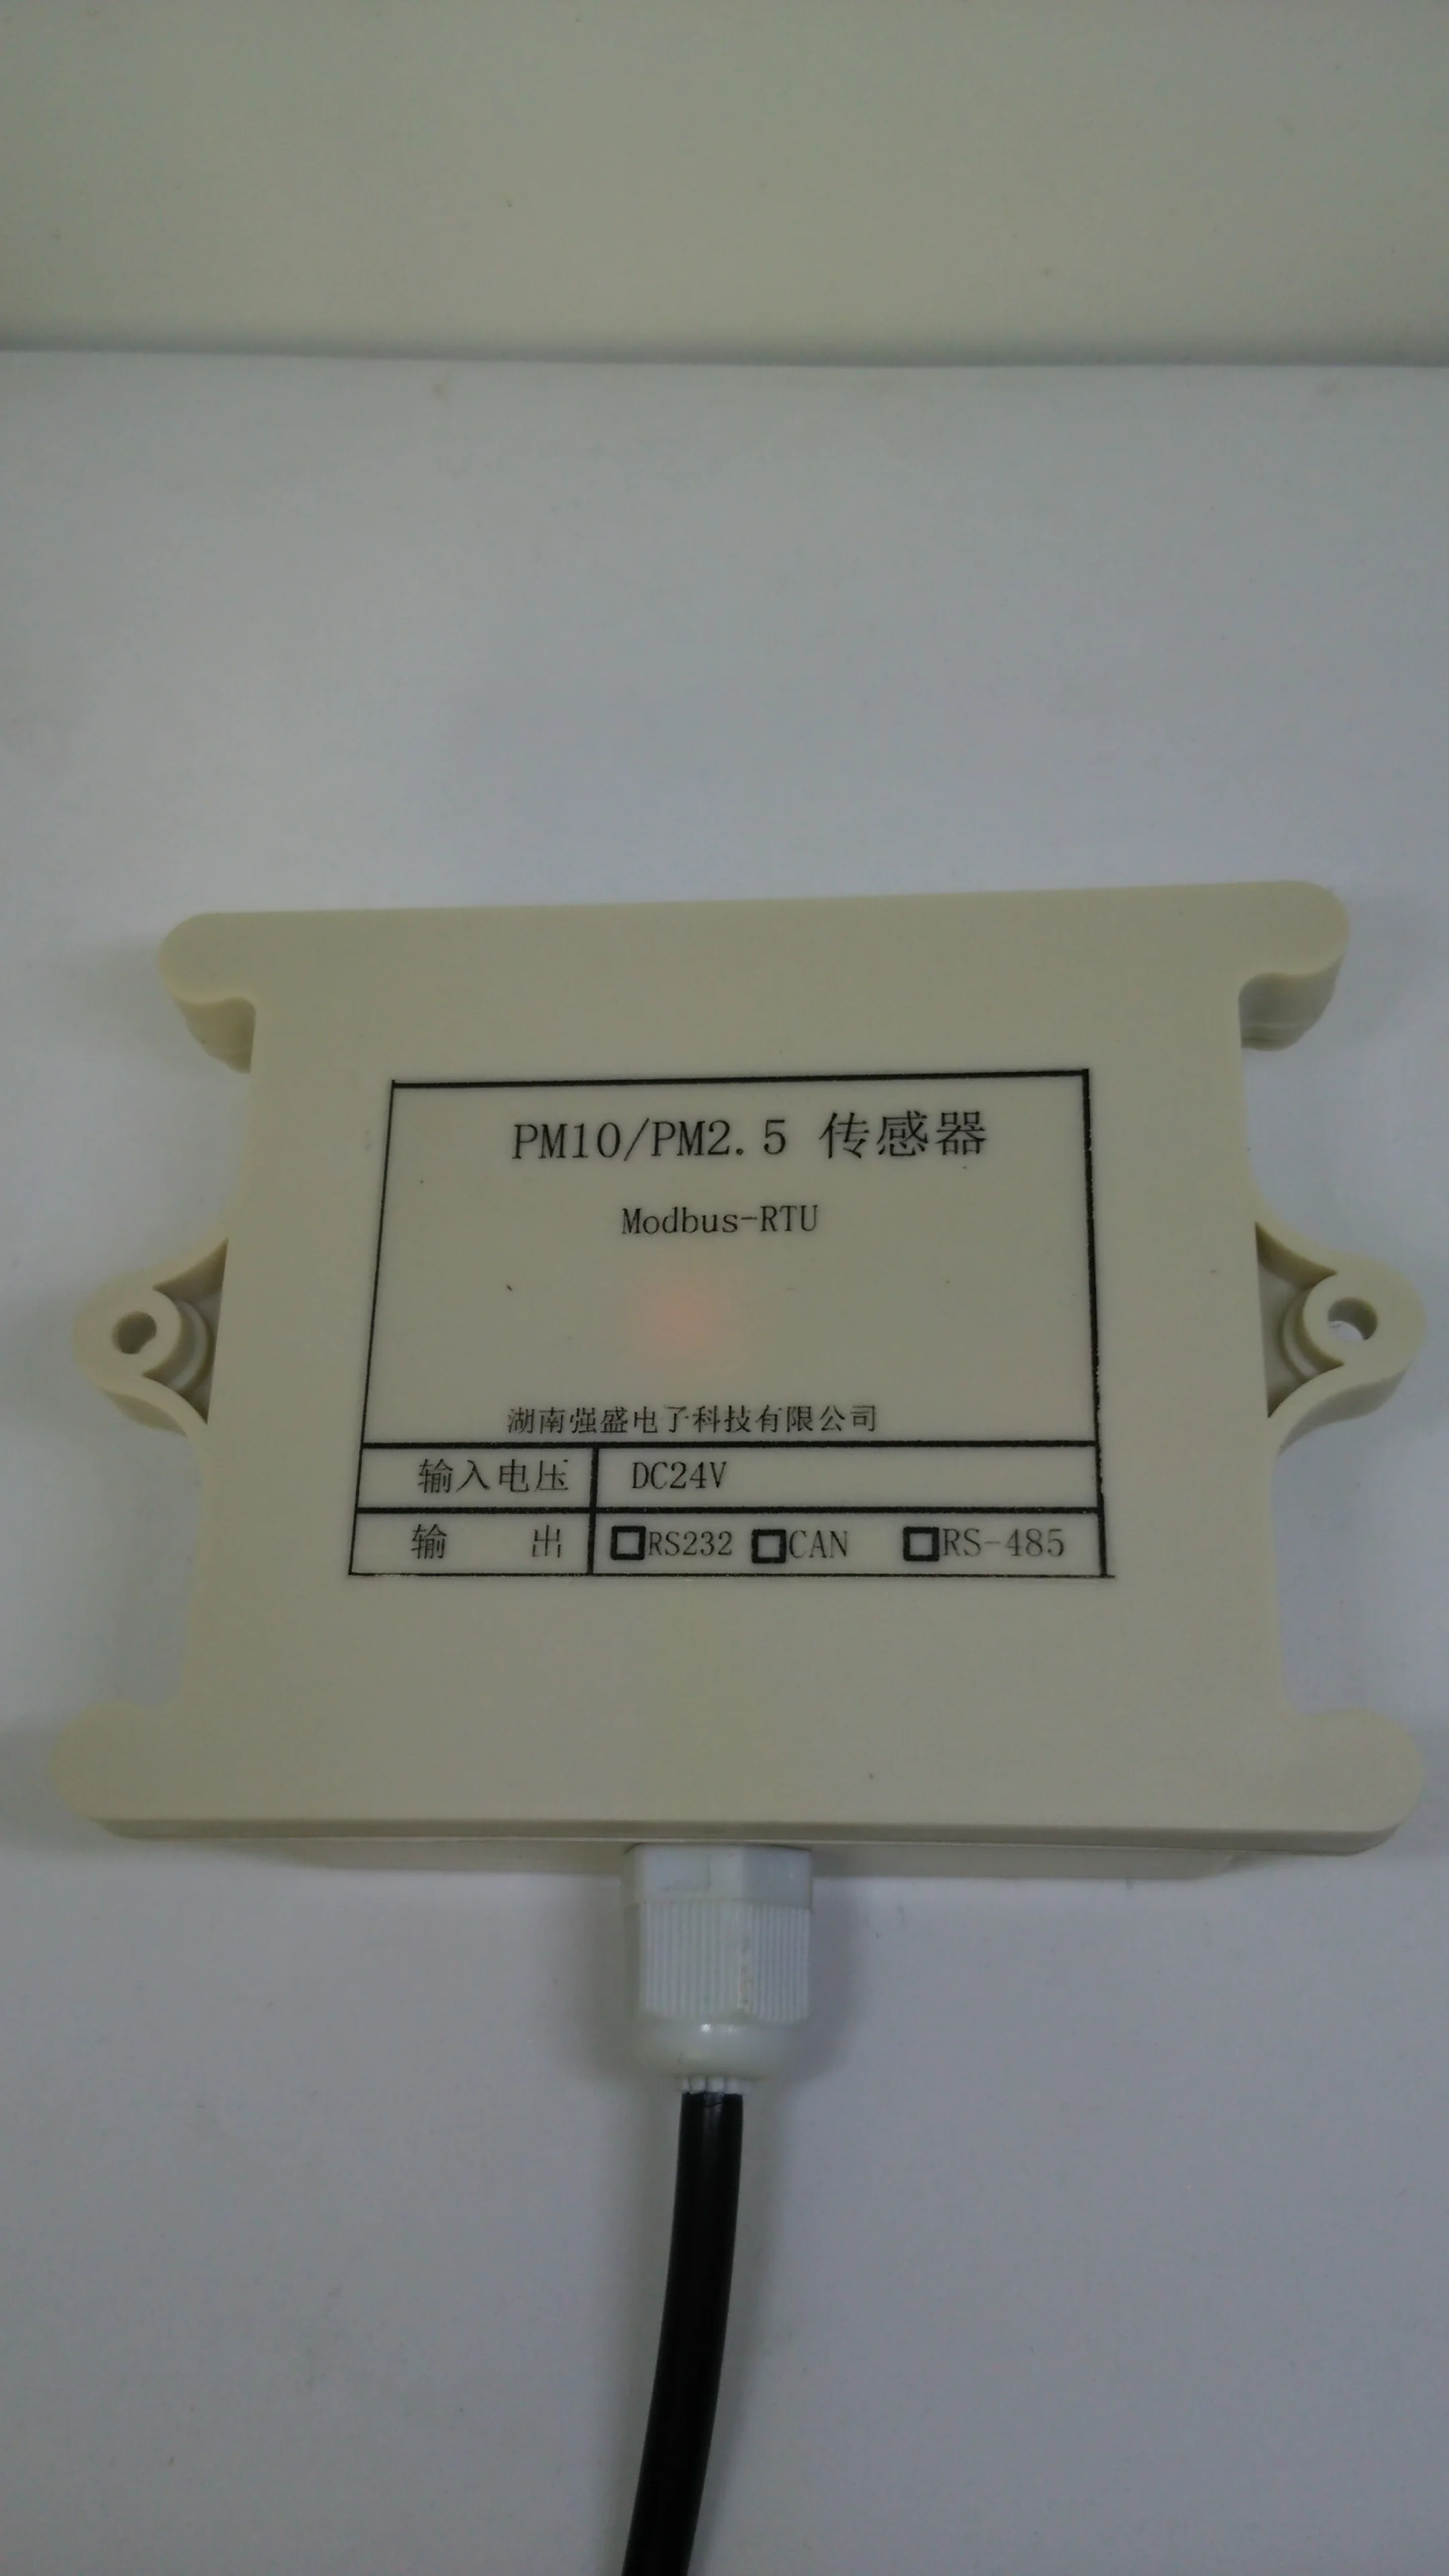 PM10/PM2.5 传感器
Modbus-RTU
湖南强盛电子科技有限公司
输入电压 DC24V
输 出 □RS232 □CAN □RS-485